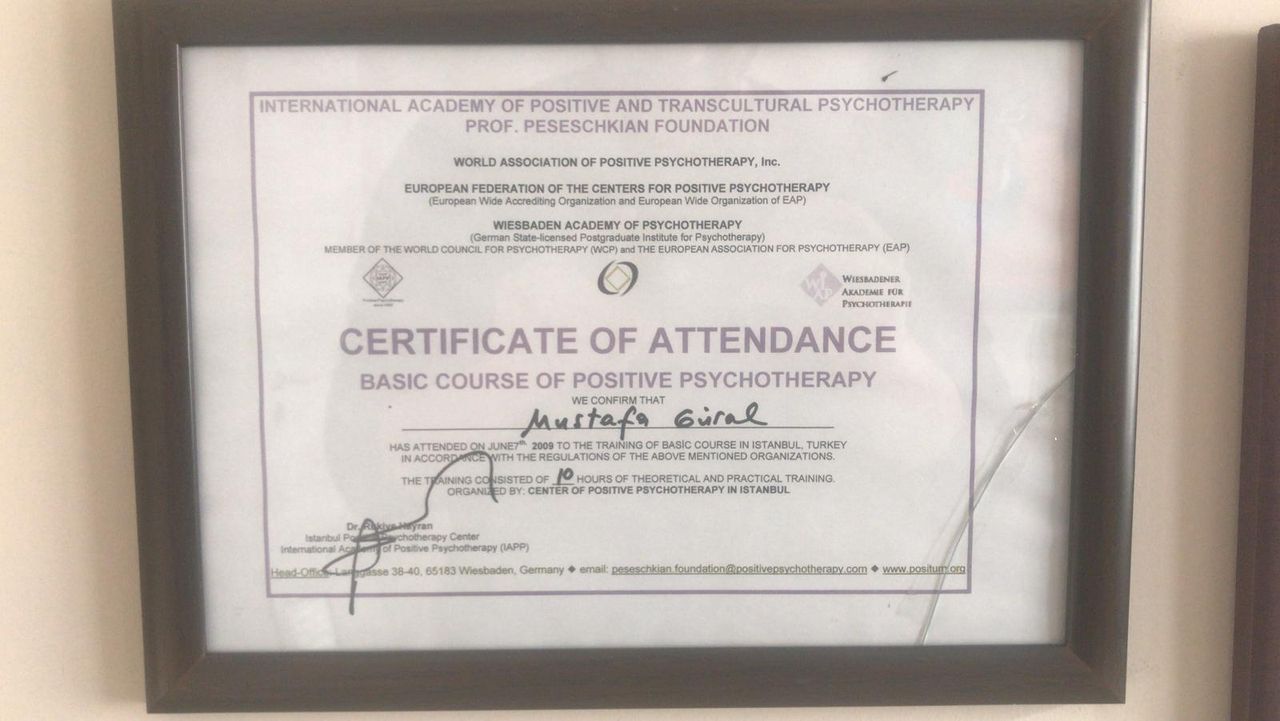 INTERNATIONAL ACADEMY OF POSITIVE AND TRANSCULTURAL PSYCHOTHERAPY
PROF. PESESCHKIAN FOUNDATION
WORLD ASSOCIATION OF POSITIVE PSYCHOTHERAPY, Inc.
EUROPEAN FEDERATION OF THE CENTERS FOR POSITIVE PSYCHOTHERAPY
(European Wide Accrediting Organization and European Wide Organization of EAP)
WIESBADEN ACADEMY OF PSYCHOTHERAPY
(German State-licensed Postgraduate Institute for Psychotherapy)
MEMBER OF THE WORLD COUNCIL FOR PSYCHOTHERAPY (WCP) and THE EUROPEAN ASSOCIATION FOR PSYCHOTHERAPY (EAP)
WIESBADENER
AKADEMIE FÜR
PSYCHOTHERAPIE
CERTIFICATE OF ATTENDANCE
BASIC COURSE OF POSITIVE PSYCHOTHERAPY
WE CONFIRM THAT
Mustafa Güral
HAS ATTENDED ON JUNE7th. 2009 TO THE TRAINING OF BASIC COURSE IN ISTANBUL, TURKEY
IN ACCORDANCE WITH THE REGULATIONS OF THE ABOVE MENTIONED ORGANIZATIONS.
THE TRAINING CONSISTED OF 10 HOURS OF THEORETICAL AND PRACTICAL TRAINING.
ORGANIZED BY: CENTER OF POSITIVE PSYCHOTHERAPY IN ISTANBUL
Dr. Rukiye Hayran
Istanbul Positive Psychotherapy Center
International Academy of Positive Psychotherapy (IAPP)
Head-Office: Langgasse 38-40, 65183 Wiesbaden, Germany ◆ email: peseschkian.foundation@positivepsychotherapy.com ◆ www.positum.org